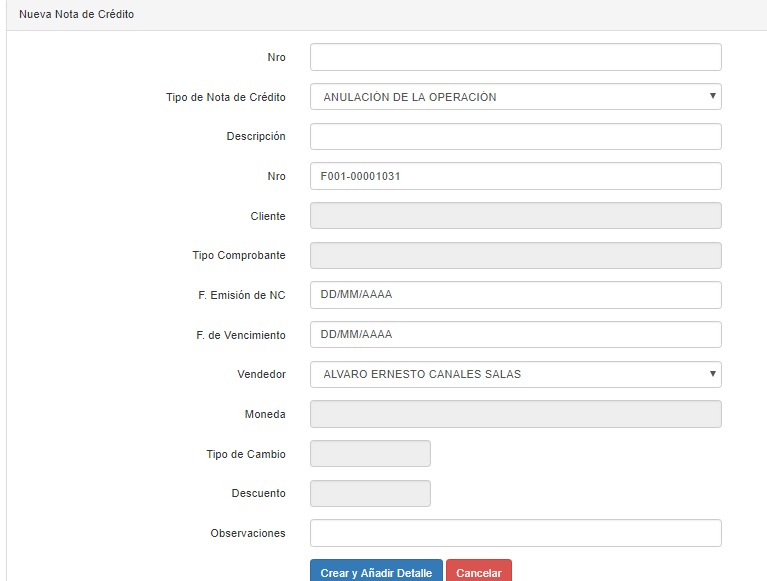 Nueva Nota de Crédito
Nro
Tipo de Nota de Crédito ANULACIÓN DE LA OPERACIÓN
Descripción
Nro F001-00001031
Cliente
Tipo Comprobante
F. Emisión de NC DD/MM/AAAA
F. de Vencimiento DD/MM/AAAA
Vendedor ALVARO ERNESTO CANALES SALAS
Moneda
Tipo de Cambio
Descuento
Observaciones
Crear y Añadir Detalle Cancelar